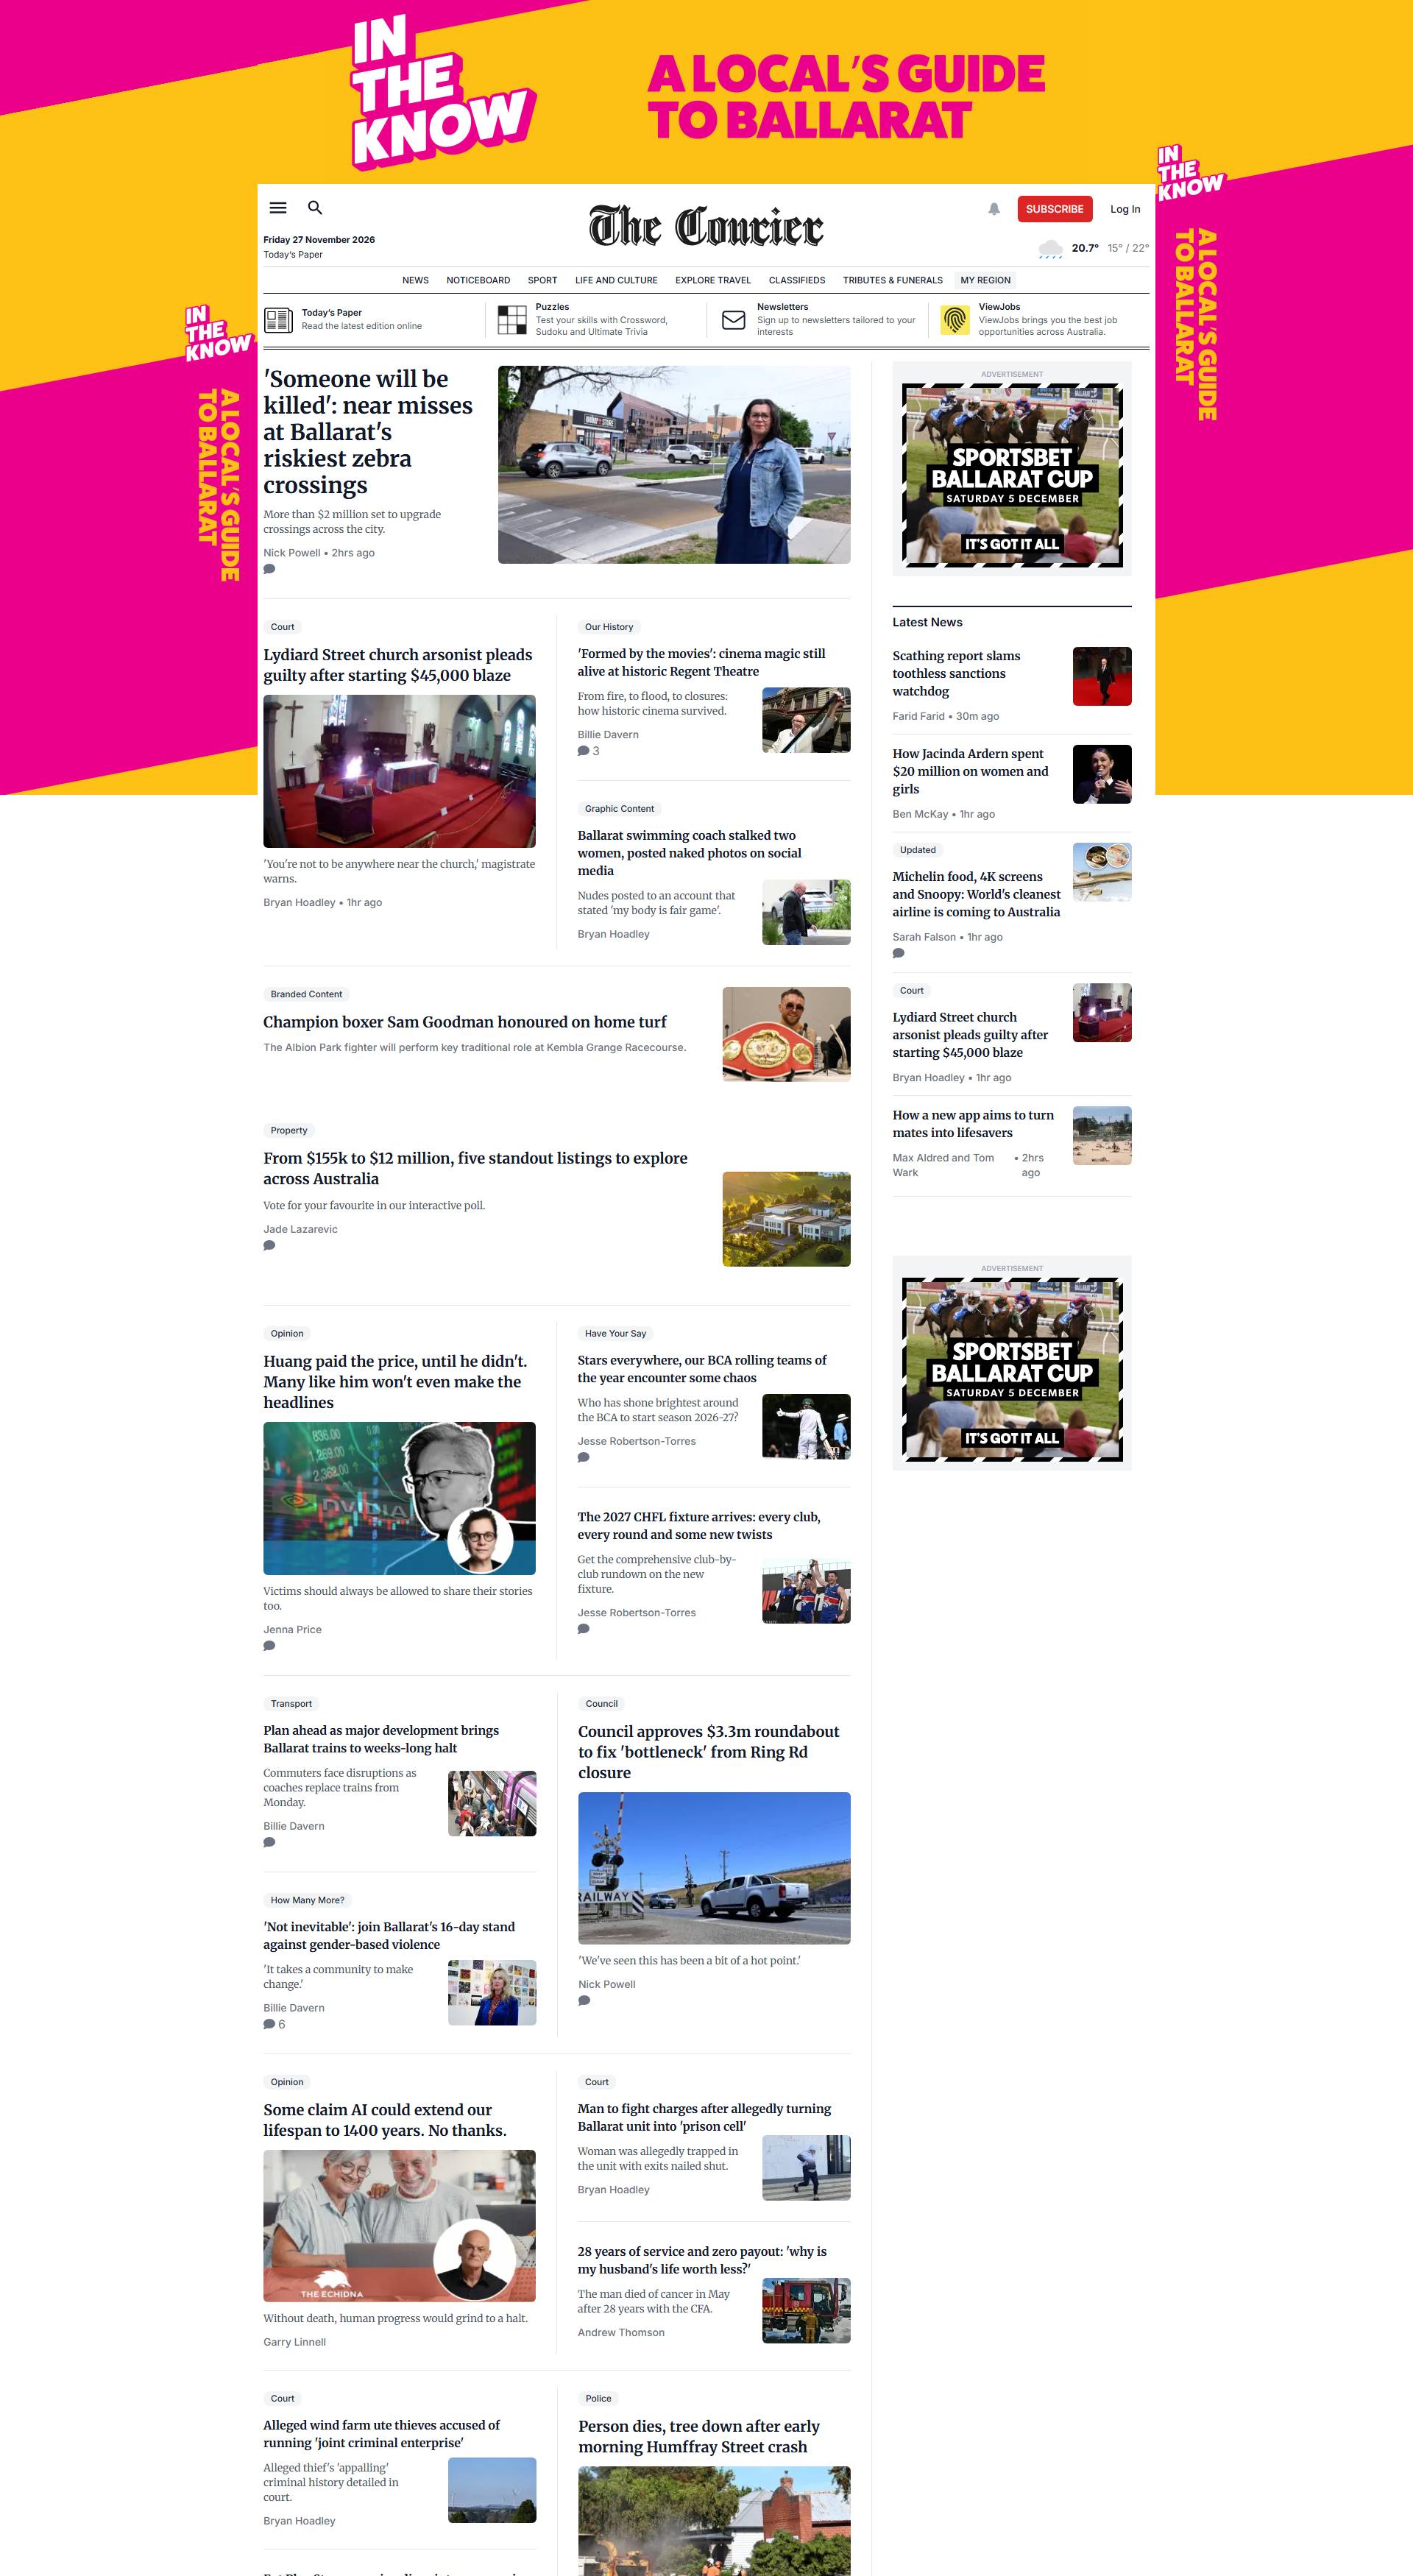 IN
THE
KNOW
A LOCAL'S GUIDE
TO BALLARAT
IN
THE
KNOW
A LOCAL'S GUIDE
TO BALLARAT
IN
THE
KNOW
A LOCAL'S GUIDE
TO BALLARAT
The Courier
SUBSCRIBE
Log In
Friday 27 November 2026
Today's Paper
20.7° 15° / 22°
NEWS NOTICEBOARD SPORT LIFE AND CULTURE EXPLORE TRAVEL CLASSIFIEDS TRIBUTES & FUNERALS MY REGION
Today's Paper
Read the latest edition online
Puzzles
Test your skills with Crossword,
Sudoku and Ultimate Trivia
Newsletters
Sign up to newsletters tailored to your
interests
ViewJobs
ViewJobs brings you the best job
opportunities across Australia.
'Someone will be
killed': near misses
at Ballarat's
riskiest zebra
crossings
More than $2 million set to upgrade
crossings across the city.
Nick Powell • 2hrs ago
Court
Lydiard Street church arsonist pleads
guilty after starting $45,000 blaze
'You're not to be anywhere near the church,' magistrate
warns.
Bryan Hoadley • 1hr ago
Our History
'Formed by the movies': cinema magic still
alive at historic Regent Theatre
From fire, to flood, to closures:
how historic cinema survived.
Billie Davern
3
Graphic Content
Ballarat swimming coach stalked two
women, posted naked photos on social
media
Nudes posted to an account that
stated 'my body is fair game'.
Bryan Hoadley
Branded Content
Champion boxer Sam Goodman honoured on home turf
The Albion Park fighter will perform key traditional role at Kembla Grange Racecourse.
Property
From $155k to $12 million, five standout listings to explore
across Australia
Vote for your favourite in our interactive poll.
Jade Lazarevic
Opinion
Huang paid the price, until he didn't.
Many like him won't even make the
headlines
836.00
1,269.00
2,362.00
Victims should always be allowed to share their stories
too.
Jenna Price
Have Your Say
Stars everywhere, our BCA rolling teams of
the year encounter some chaos
Who has shone brightest around
the BCA to start season 2026-27?
Jesse Robertson-Torres
The 2027 CHFL fixture arrives: every club,
every round and some new twists
Get the comprehensive club-by-
club rundown on the new
fixture.
Jesse Robertson-Torres
Transport
Plan ahead as major development brings
Ballarat trains to weeks-long halt
Commuters face disruptions as
coaches replace trains from
Monday.
Billie Davern
How Many More?
'Not inevitable': join Ballarat's 16-day stand
against gender-based violence
'It takes a community to make
change.'
Billie Davern
6
Council
Council approves $3.3m roundabout
to fix 'bottleneck' from Ring Rd
closure
RAILWAY
'We've seen this has been a bit of a hot point.'
Nick Powell
Opinion
Some claim AI could extend our
lifespan to 1400 years. No thanks.
THE ECHIDNA
Without death, human progress would grind to a halt.
Garry Linnell
Court
Man to fight charges after allegedly turning
Ballarat unit into 'prison cell'
Woman was allegedly trapped in
the unit with exits nailed shut.
Bryan Hoadley
28 years of service and zero payout: 'why is
my husband's life worth less?'
The man died of cancer in May
after 28 years with the CFA.
Andrew Thomson
Court
Alleged wind farm ute thieves accused of
running 'joint criminal enterprise'
Alleged thief's 'appalling'
criminal history detailed in
court.
Bryan Hoadley
Police
Person dies, tree down after early
morning Humffray Street crash
ADVERTISEMENT
SPORTSBET
BALLARAT CUP
SATURDAY 5 DECEMBER
IT'S GOT IT ALL
Latest News
Scathing report slams
toothless sanctions
watchdog
Farid Farid • 30m ago
How Jacinda Ardern spent
$20 million on women and
girls
Ben McKay • 1hr ago
Updated
Michelin food, 4K screens
and Snoopy: World's cleanest
airline is coming to Australia
Sarah Falson • 1hr ago
Court
Lydiard Street church
arsonist pleads guilty after
starting $45,000 blaze
Bryan Hoadley • 1hr ago
How a new app aims to turn
mates into lifesavers
Max Aldred and Tom Wark • 2hrs ago
ADVERTISEMENT
SPORTSBET
BALLARAT CUP
SATURDAY 5 DECEMBER
IT'S GOT IT ALL